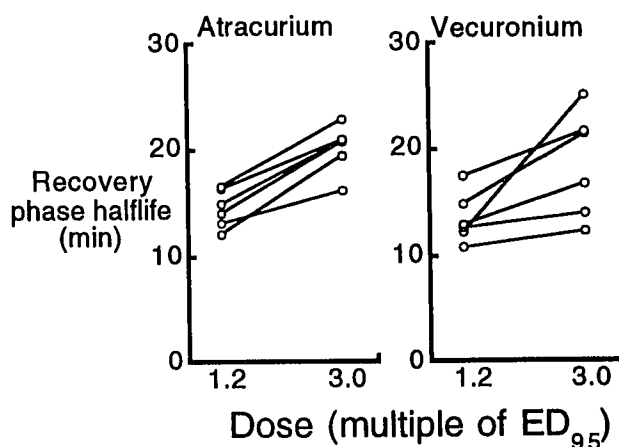 Atracurium
Vecuronium
30
20
10
0
30
20
10
0
Recovery
phase halflife
(min)
1.2
3.0
1.2
3.0
Dose (multiple of ED95)